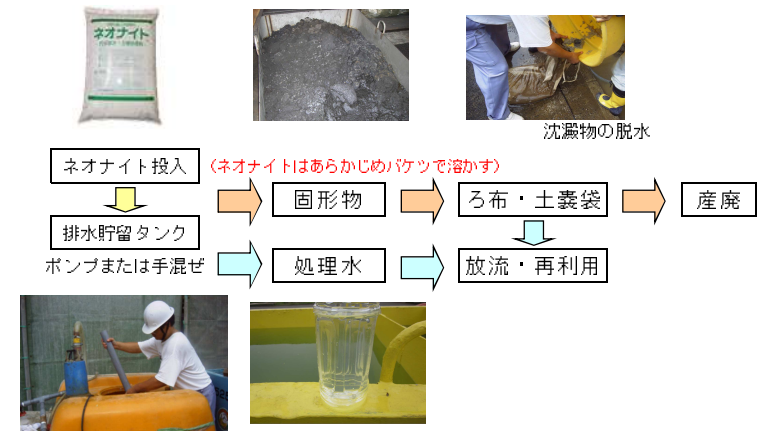 ネオナイト
沈澱物の脱水
ネオナイト投入
(ネオナイトはあらかじめバケツで溶かす)
固形物
ろ布・土嚢袋
産廃
排水貯留タンク
ポンプまたは手混ぜ
処理水
放流・再利用